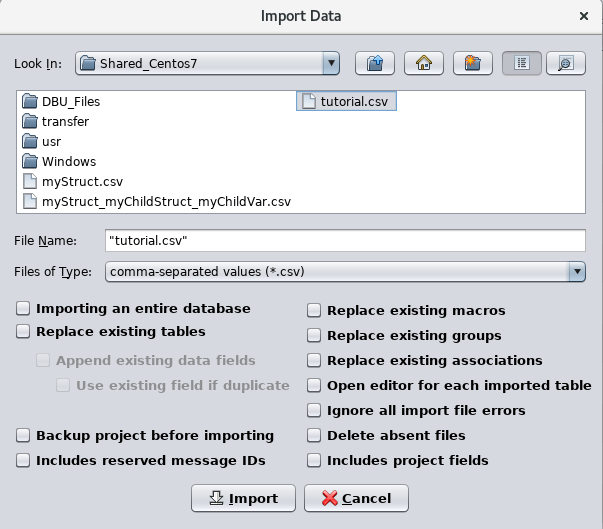 Import Data
Look In: Shared_Centos7
DBU_Files
transfer
usr
Windows
myStruct.csv
myStruct_myChildStruct_myChildVar.csv
tutorial.csv
File Name: "tutorial.csv"
Files of Type: comma-separated values (*.csv)
Importing an entire database
Replace existing tables
Append existing data fields
Use existing field if duplicate
Backup project before importing
Includes reserved message IDs
Replace existing macros
Replace existing groups
Replace existing associations
Open editor for each imported table
Ignore all import file errors
Delete absent files
Includes project fields
Import
Cancel